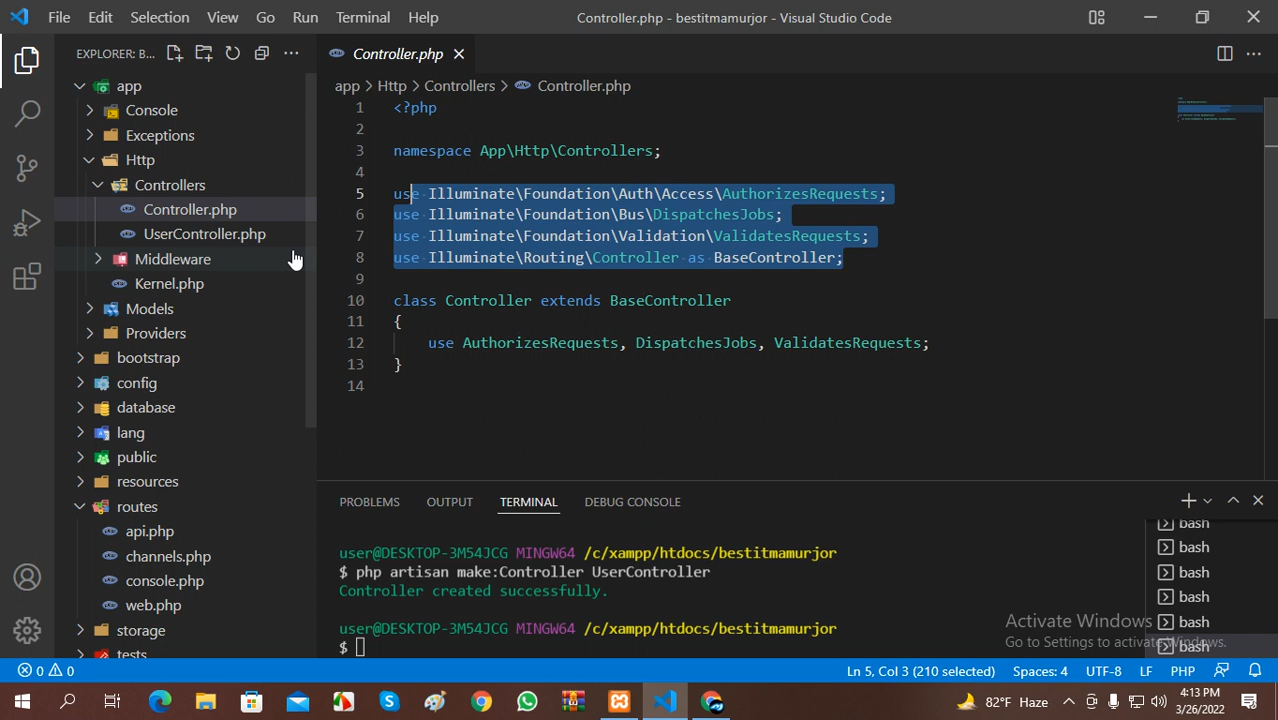 File Edit Selection View Go Run Terminal Help Controller.php - bestitmamurjor - Visual Studio Code
EXPLORER: B...
Controller.php
app
Console
Exceptions
Http
Controllers
Controller.php
UserController.php
Middleware
Kernel.php
Models
Providers
bootstrap
config
database
lang
public
resources
routes
api.php
channels.php
console.php
web.php
storage
tests
app > Http > Controllers > Controller.php
1 <?php
2
3 namespace App\Http\Controllers;
4
5 use Illuminate\Foundation\Auth\Access\AuthorizesRequests;
6 use Illuminate\Foundation\Bus\DispatchesJobs;
7 use Illuminate\Foundation\Validation\ValidatesRequests;
8 use Illuminate\Routing\Controller as BaseController;
9
10 class Controller extends BaseController
11 {
12 use AuthorizesRequests, DispatchesJobs, ValidatesRequests;
13 }
14
PROBLEMS OUTPUT TERMINAL DEBUG CONSOLE
user@DESKTOP-3M54JCG MINGW64 /c/xampp/htdocs/bestitmamurjor
$ php artisan make:Controller UserController
Controller created successfully.
user@DESKTOP-3M54JCG MINGW64 /c/xampp/htdocs/bestitmamurjor
$
bash
bash
bash
bash
bash
bash
Activate Windows
Go to Settings to activate Windows.
0 0 Ln 5, Col 3 (210 selected) Spaces: 4 UTF-8 LF PHP
82°F Haze 4:13 PM
3/26/2022